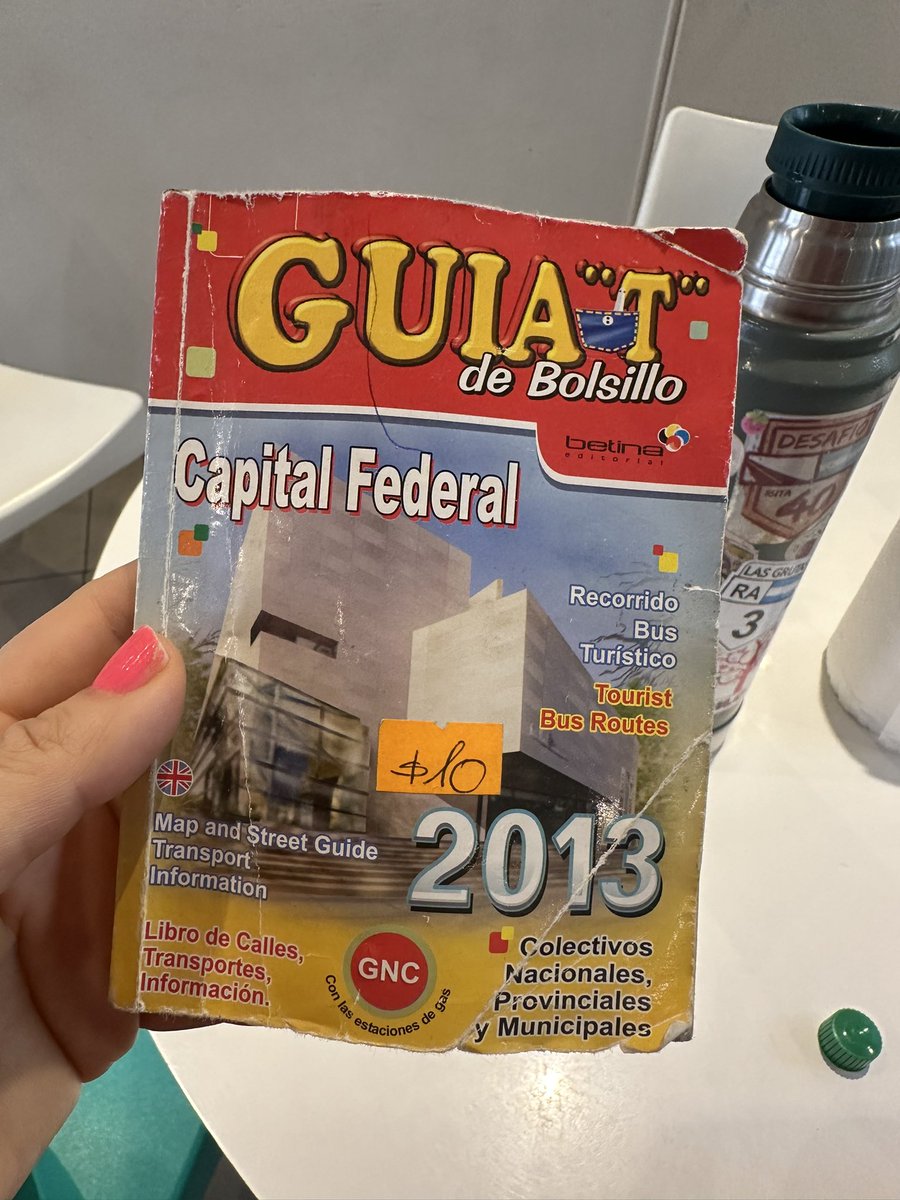 GUIA "T"
de Bolsillo
betina
editorial
Capital Federal
Recorrido
Bus
Turístico
Tourist
Bus Routes
$10
Map and Street Guide
Transport
Information
2013
Libro de Calles,
Transportes,
Información.
GNC
Con las estaciones de gas
Colectivos
Nacionales,
Provinciales
y Municipales
DESAFIO
40
LAS GRUTAS
RA
3